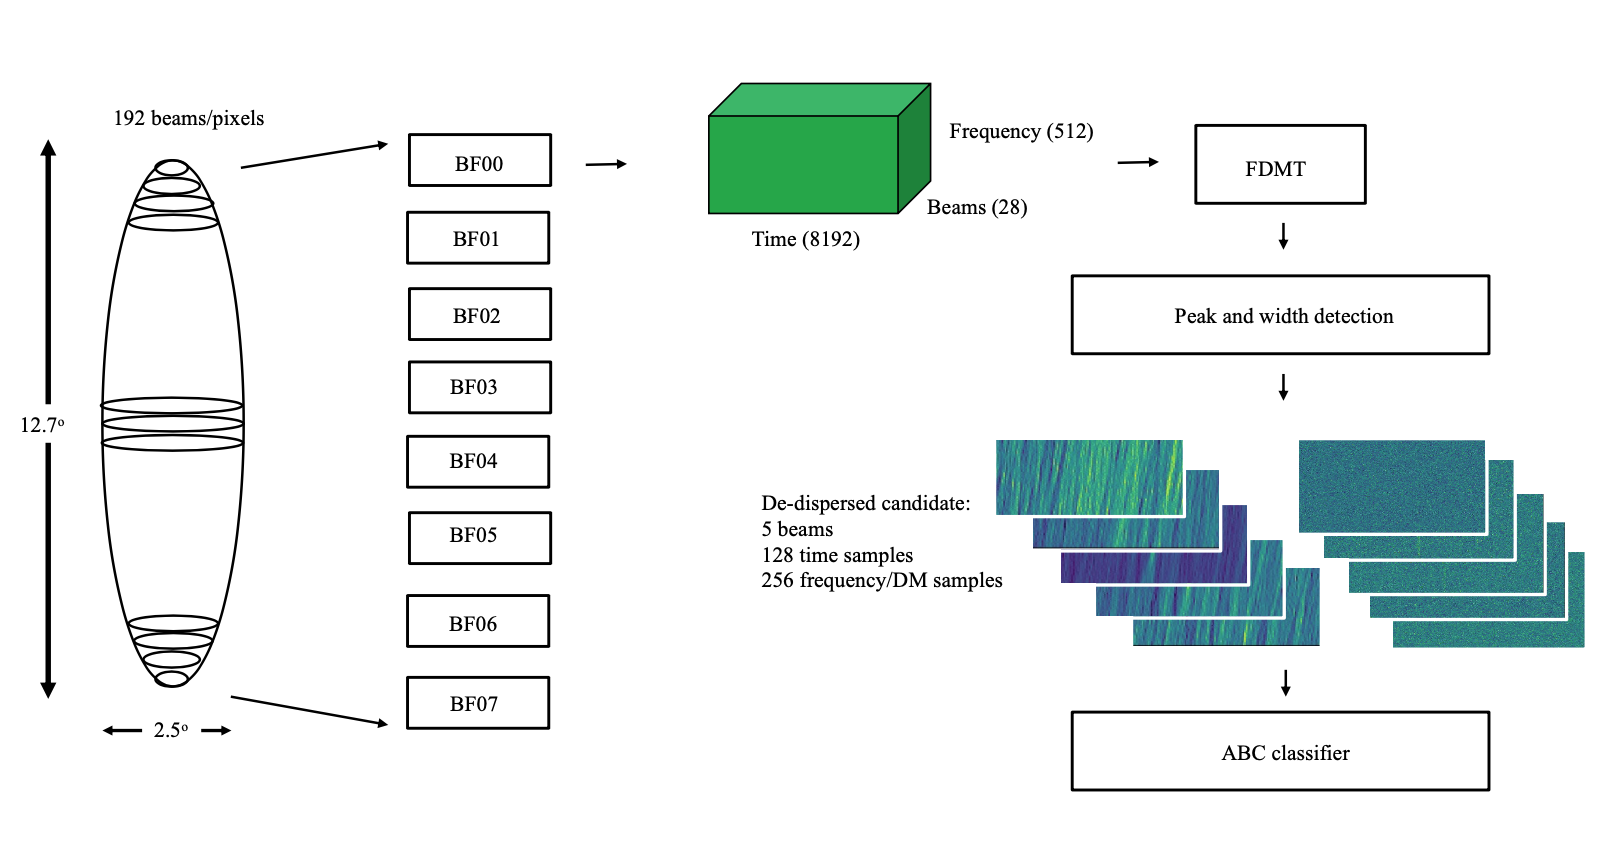 192 beams/pixels
12.7º
2.5º
BF00
BF01
BF02
BF03
BF04
BF05
BF06
BF07
Frequency (512)
Beams (28)
Time (8192)
FDMT
Peak and width detection
De-dispersed candidate:
5 beams
128 time samples
256 frequency/DM samples
ABC classifier